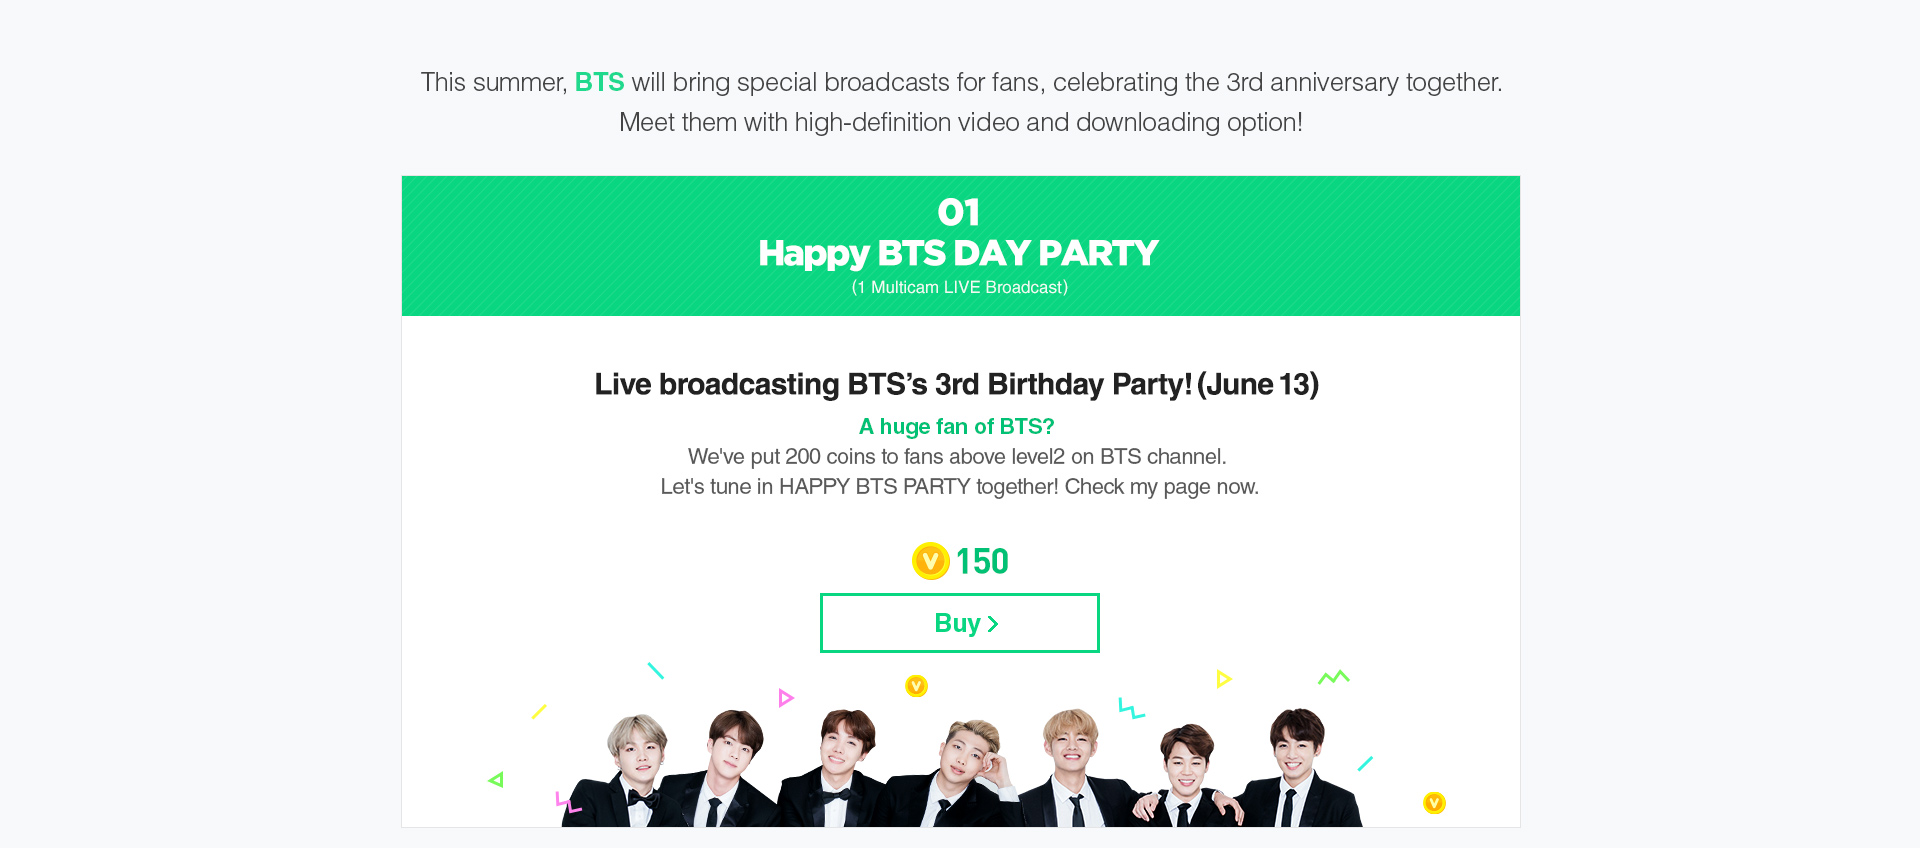 This summer, BTS will bring special broadcasts for fans, celebrating the 3rd anniversary together.
Meet them with high-definition video and downloading option!
01
Happy BTS DAY PARTY
(1 Multicam LIVE Broadcast)
Live broadcasting BTS’s 3rd Birthday Party! (June 13)
A huge fan of BTS?
We've put 200 coins to fans above level2 on BTS channel.
Let's tune in HAPPY BTS PARTY together! Check my page now.
V 150
Buy >
V
V